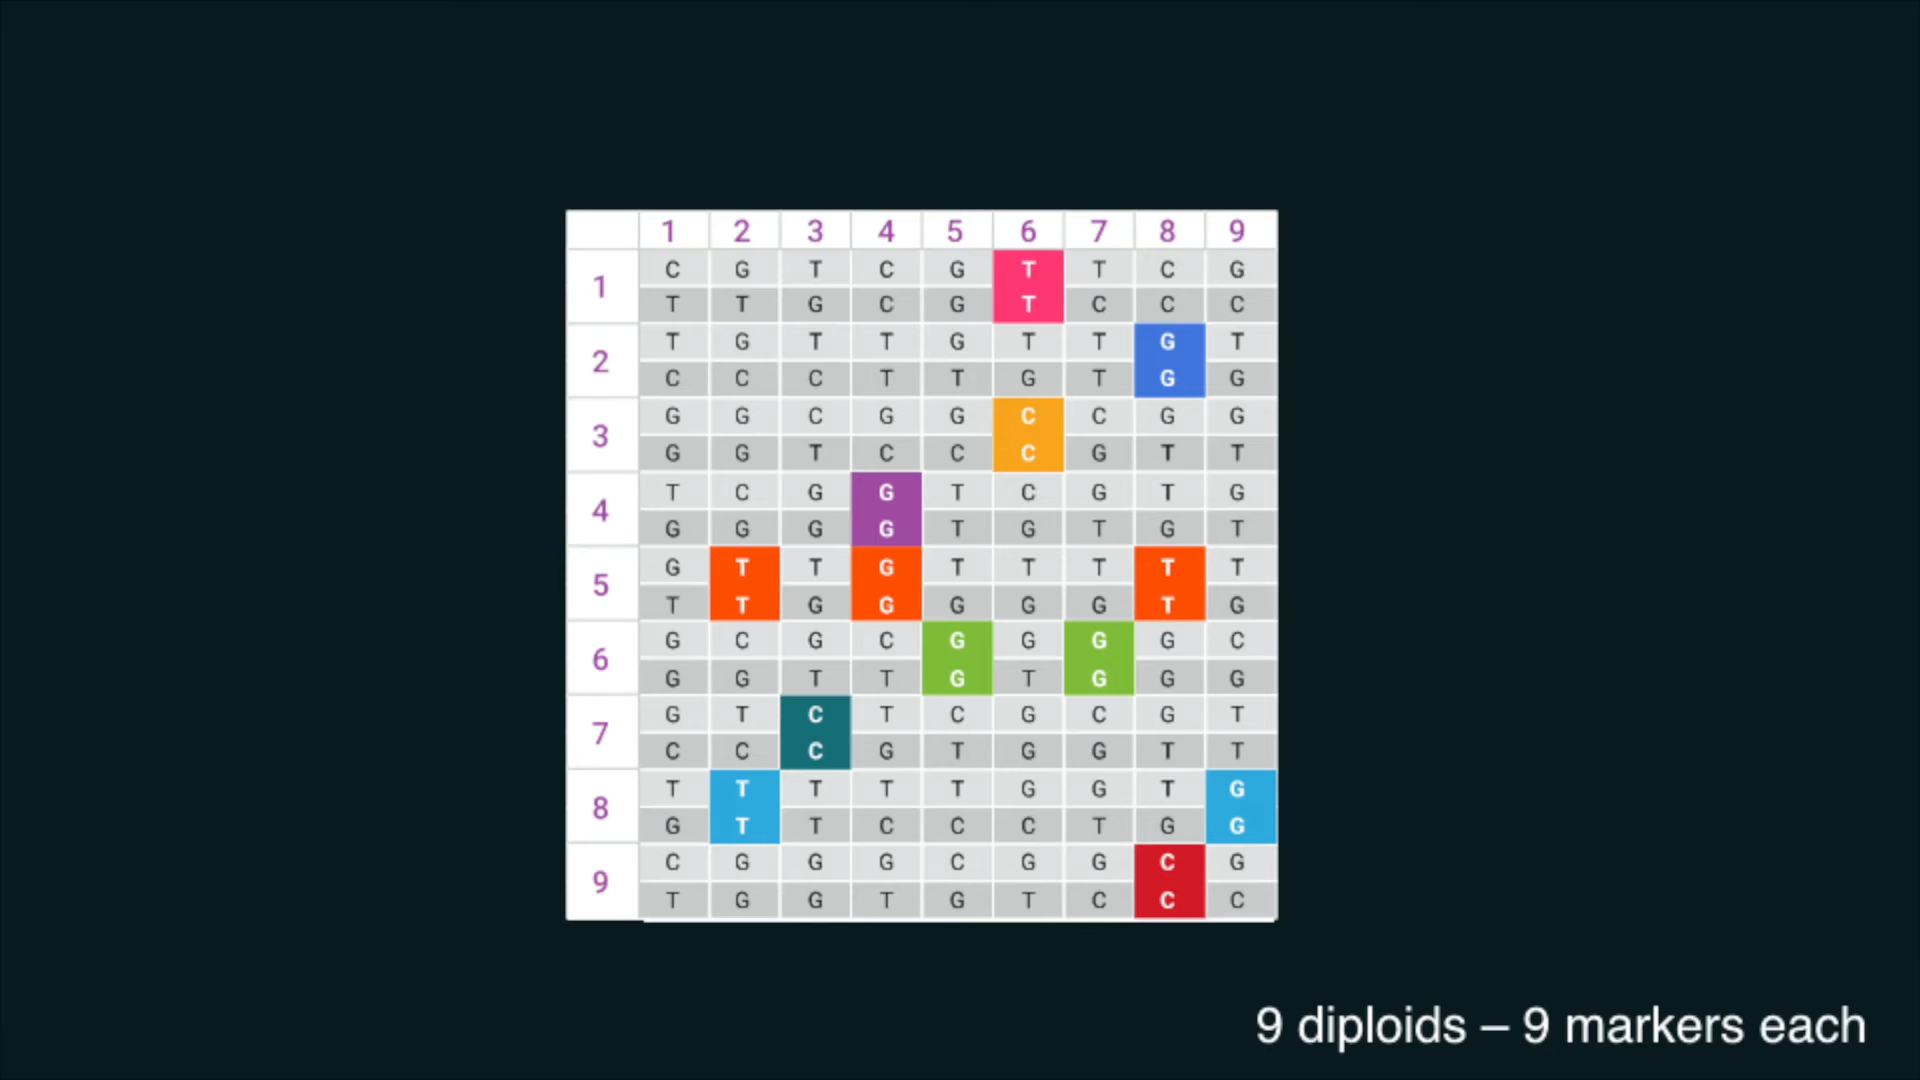 1 2 3 4 5 6 7 8 9
1
C G T C G T T C G
T T G C G T C C C
2
T G T T G T T G T
C C C T T G T G G
3
G G C G G C C G G
G G T C C C G T T
4
T C G G T C G T G
G G G G T G T G T
5
G T T G T T T T T
T T G G G G G T G
6
G C G C G G G G C
G G T T G T G G G
7
G T C T C G C G T
C C C G T G G T T
8
T T T T T G G T G
G T T C C C T G G
9
C G G G C G G C G
T G G T G T C C C
9 diploids – 9 markers each